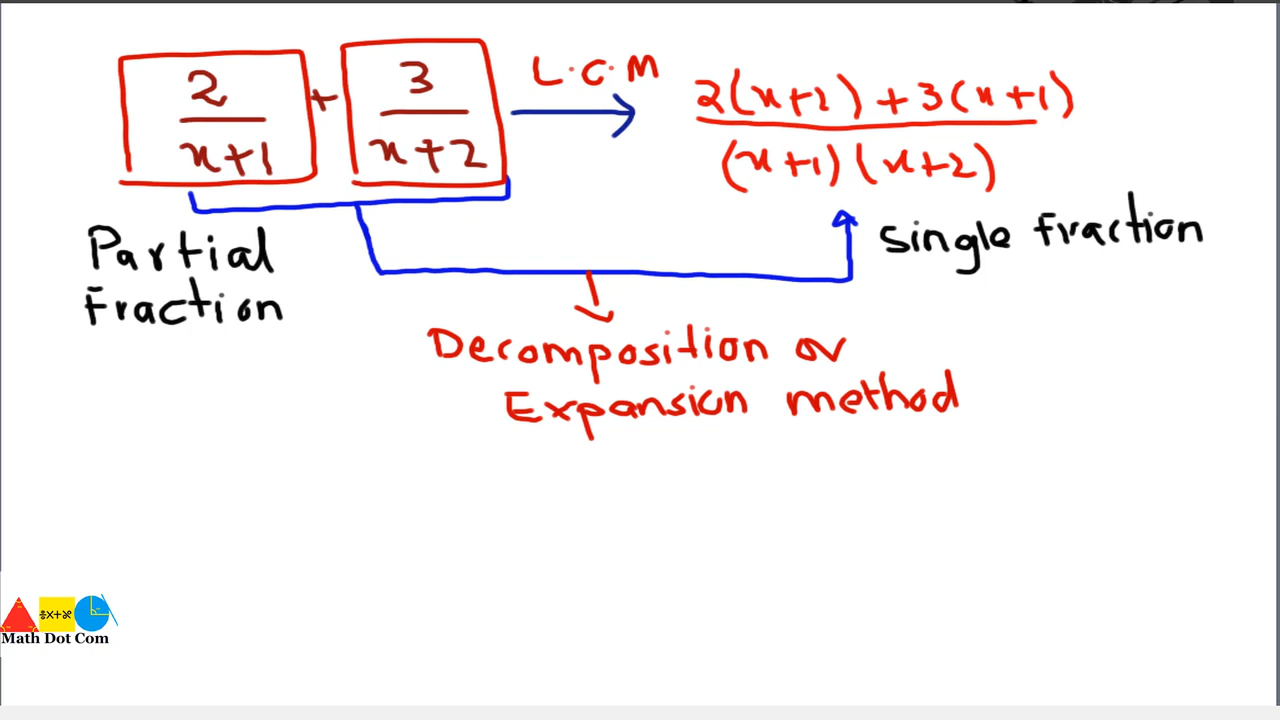 2/x+1 + 3/x+2
L.C.M
2(x+2) + 3(x+1)
(x+1)(x+2)
Partial
Fraction
Single fraction
Decomposition or
Expansion method
Math Dot Com